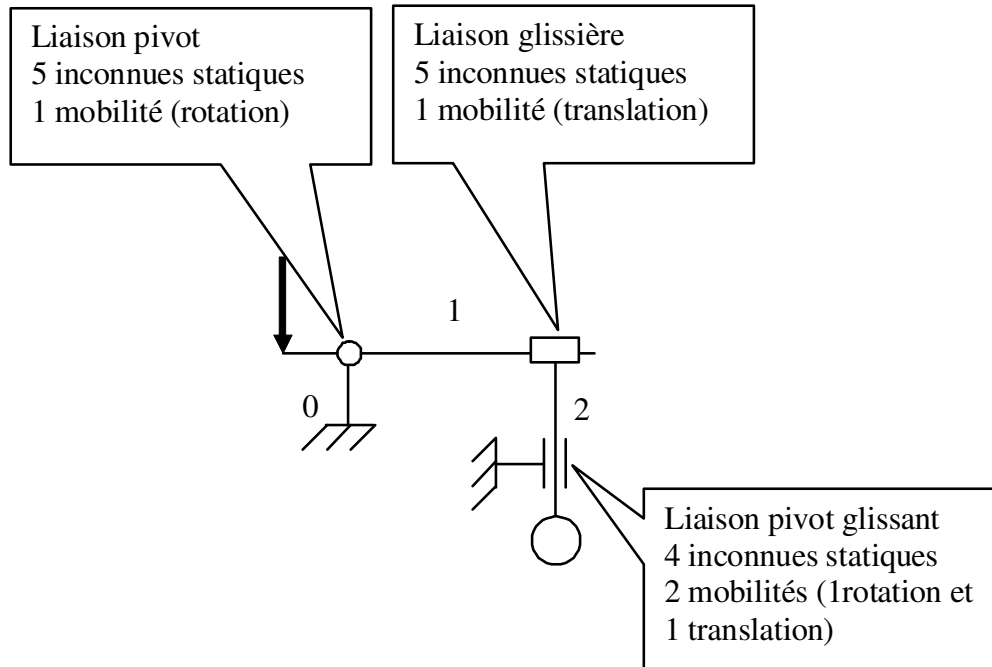 Liaison pivot
5 inconnues statiques
1 mobilité (rotation)
Liaison glissière
5 inconnues statiques
1 mobilité (translation)
1
0
2
Liaison pivot glissant
4 inconnues statiques
2 mobilités (1rotation et
1 translation)